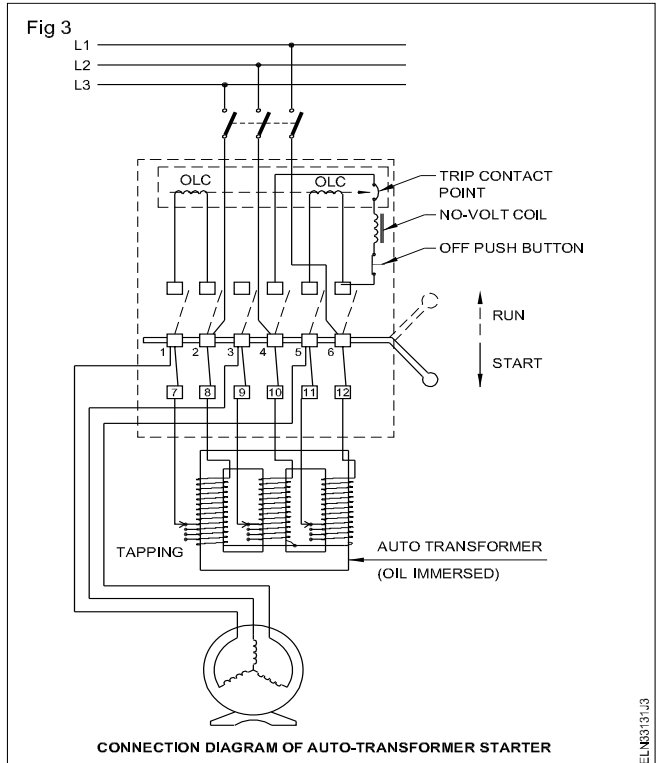 Fig 3
L1
L2
L3
OLC OLC
TRIP CONTACT
POINT
NO-VOLT COIL
OFF PUSH BUTTON
RUN
1 2 3 4 5 6
START
7 8 9 10 11 12
TAPPING
AUTO TRANSFORMER
(OIL IMMERSED)
CONNECTION DIAGRAM OF AUTO-TRANSFORMER STARTER
ELN33131J3